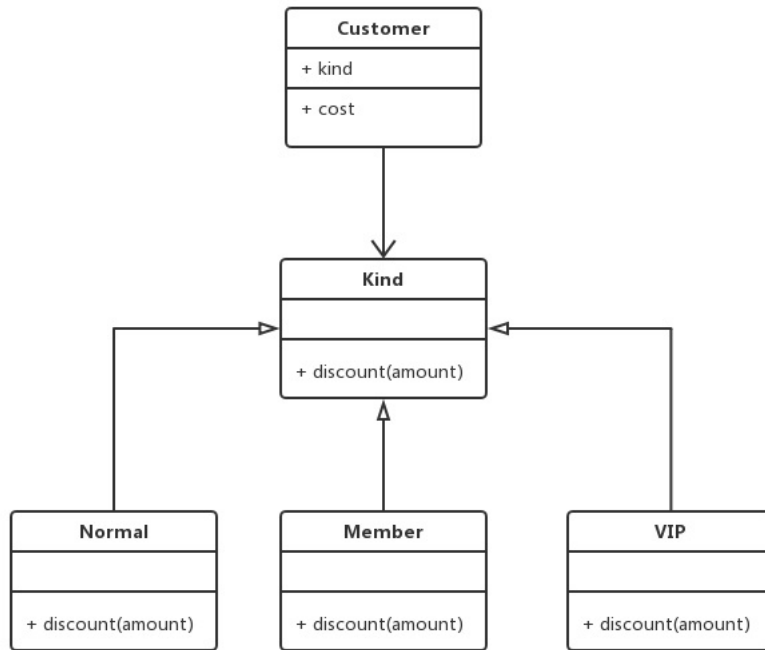 Customer
+ kind
+ cost
Kind
+ discount(amount)
Normal
+ discount(amount)
Member
+ discount(amount)
VIP
+ discount(amount)